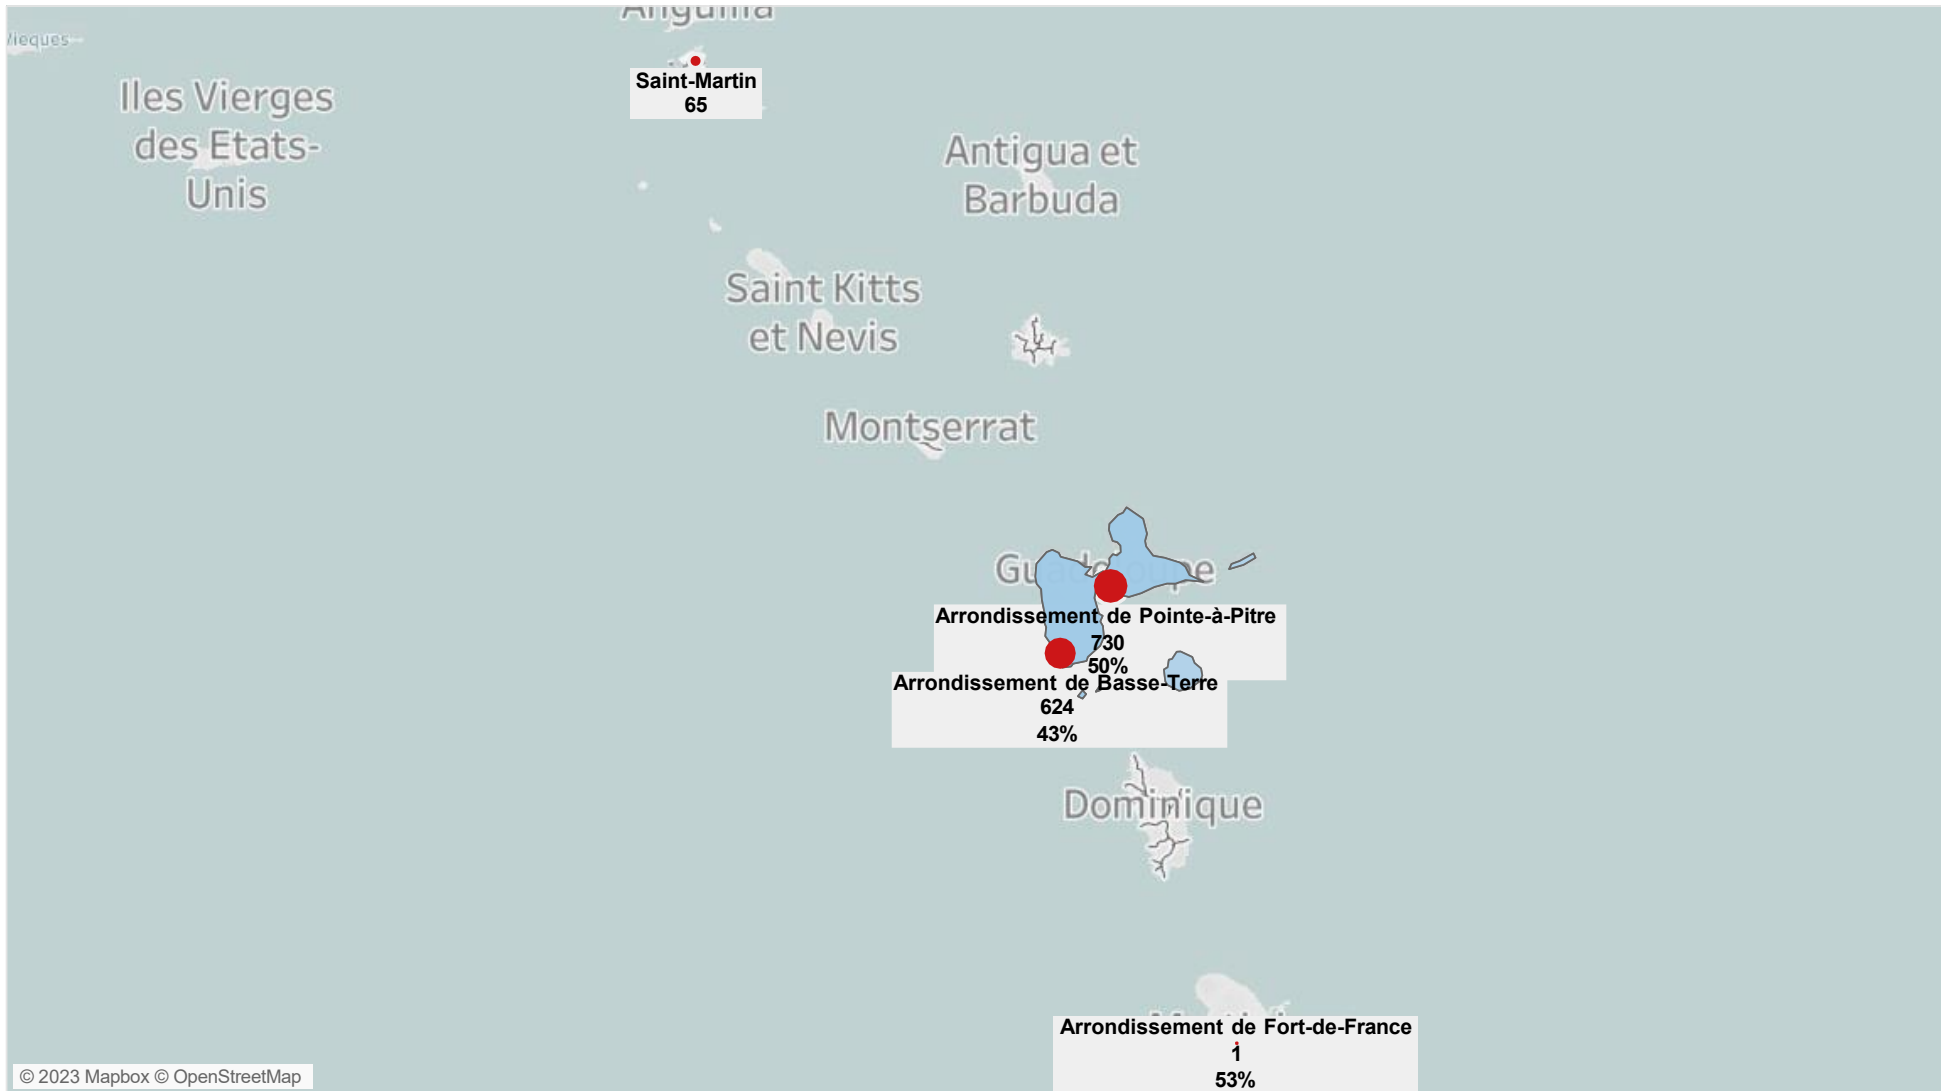 Anguilla
Vieques
Saint-Martin
65
Iles Vierges
des Etats-
Unis
Antigua et
Barbuda
Saint Kitts
et Nevis
Montserrat
Guadeloupe
Arrondissement de Pointe-à-Pitre
730
50%
Arrondissement de Basse-Terre
624
43%
Dominique
Arrondissement de Fort-de-France
1
53%
© 2023 Mapbox © OpenStreetMap